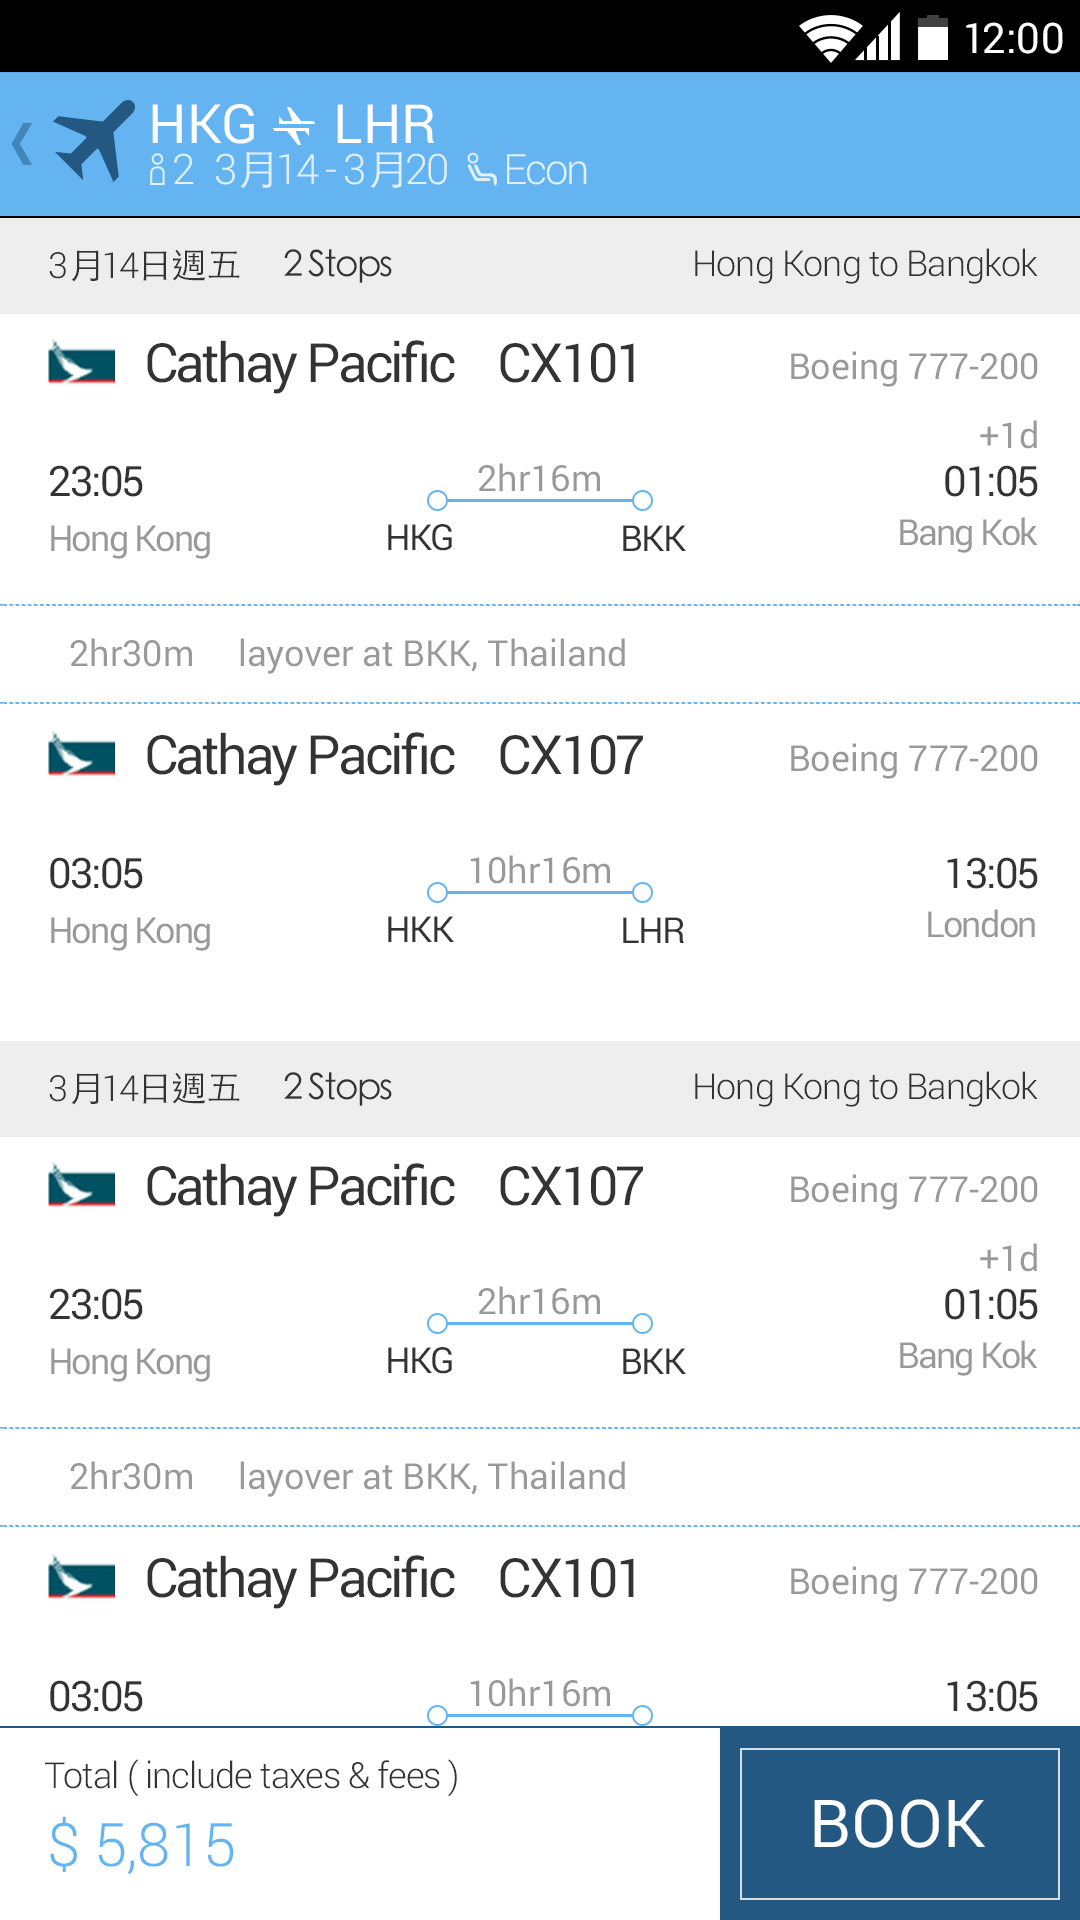 12:00
HKG LHR
2 3月14 - 3月20 Econ
3月14日週五 2 Stops Hong Kong to Bangkok
Cathay Pacific CX101 Boeing 777-200
+1d
23:05 2hr16m 01:05
Hong Kong HKG BKK Bang Kok
2hr30m layover at BKK, Thailand
Cathay Pacific CX107 Boeing 777-200
03:05 10hr16m 13:05
Hong Kong HKK LHR London
3月14日週五 2 Stops Hong Kong to Bangkok
Cathay Pacific CX107 Boeing 777-200
+1d
23:05 2hr16m 01:05
Hong Kong HKG BKK Bang Kok
2hr30m layover at BKK, Thailand
Cathay Pacific CX101 Boeing 777-200
03:05 10hr16m 13:05
Total ( include taxes & fees )
$ 5,815
BOOK